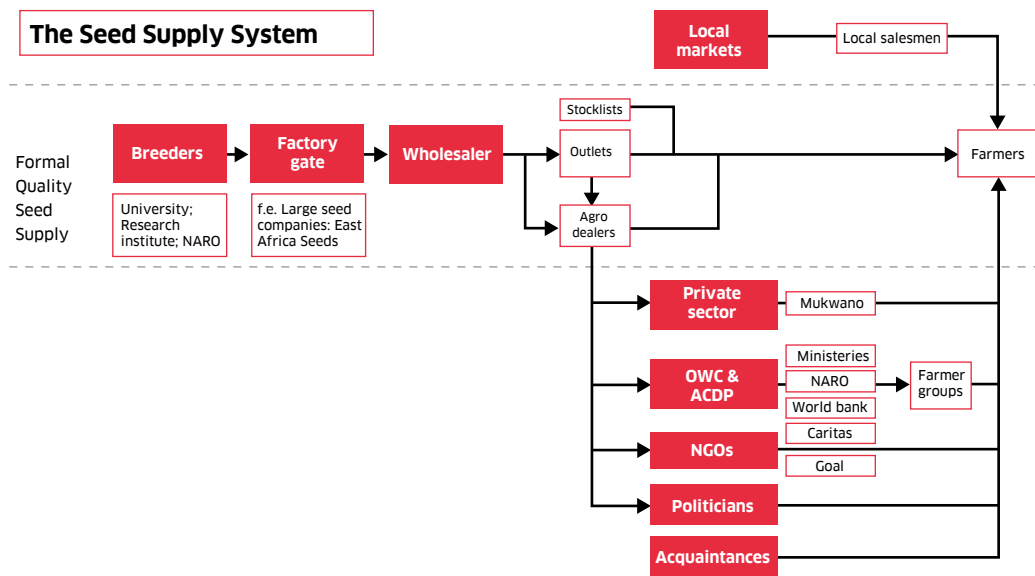 The Seed Supply System
Local
markets
Local salesmen
Formal
Quality
Seed
Supply
Breeders
University;
Research
institute; NARO
Factory
gate
f.e. Large seed
companies: East
Africa Seeds
Wholesaler
Stocklists
Outlets
Agro
dealers
Farmers
Private
sector
Mukwano
OWC &
ACDP
Ministeries
NARO
World bank
Farmer
groups
NGOs
Caritas
Goal
Politicians
Acquaintances